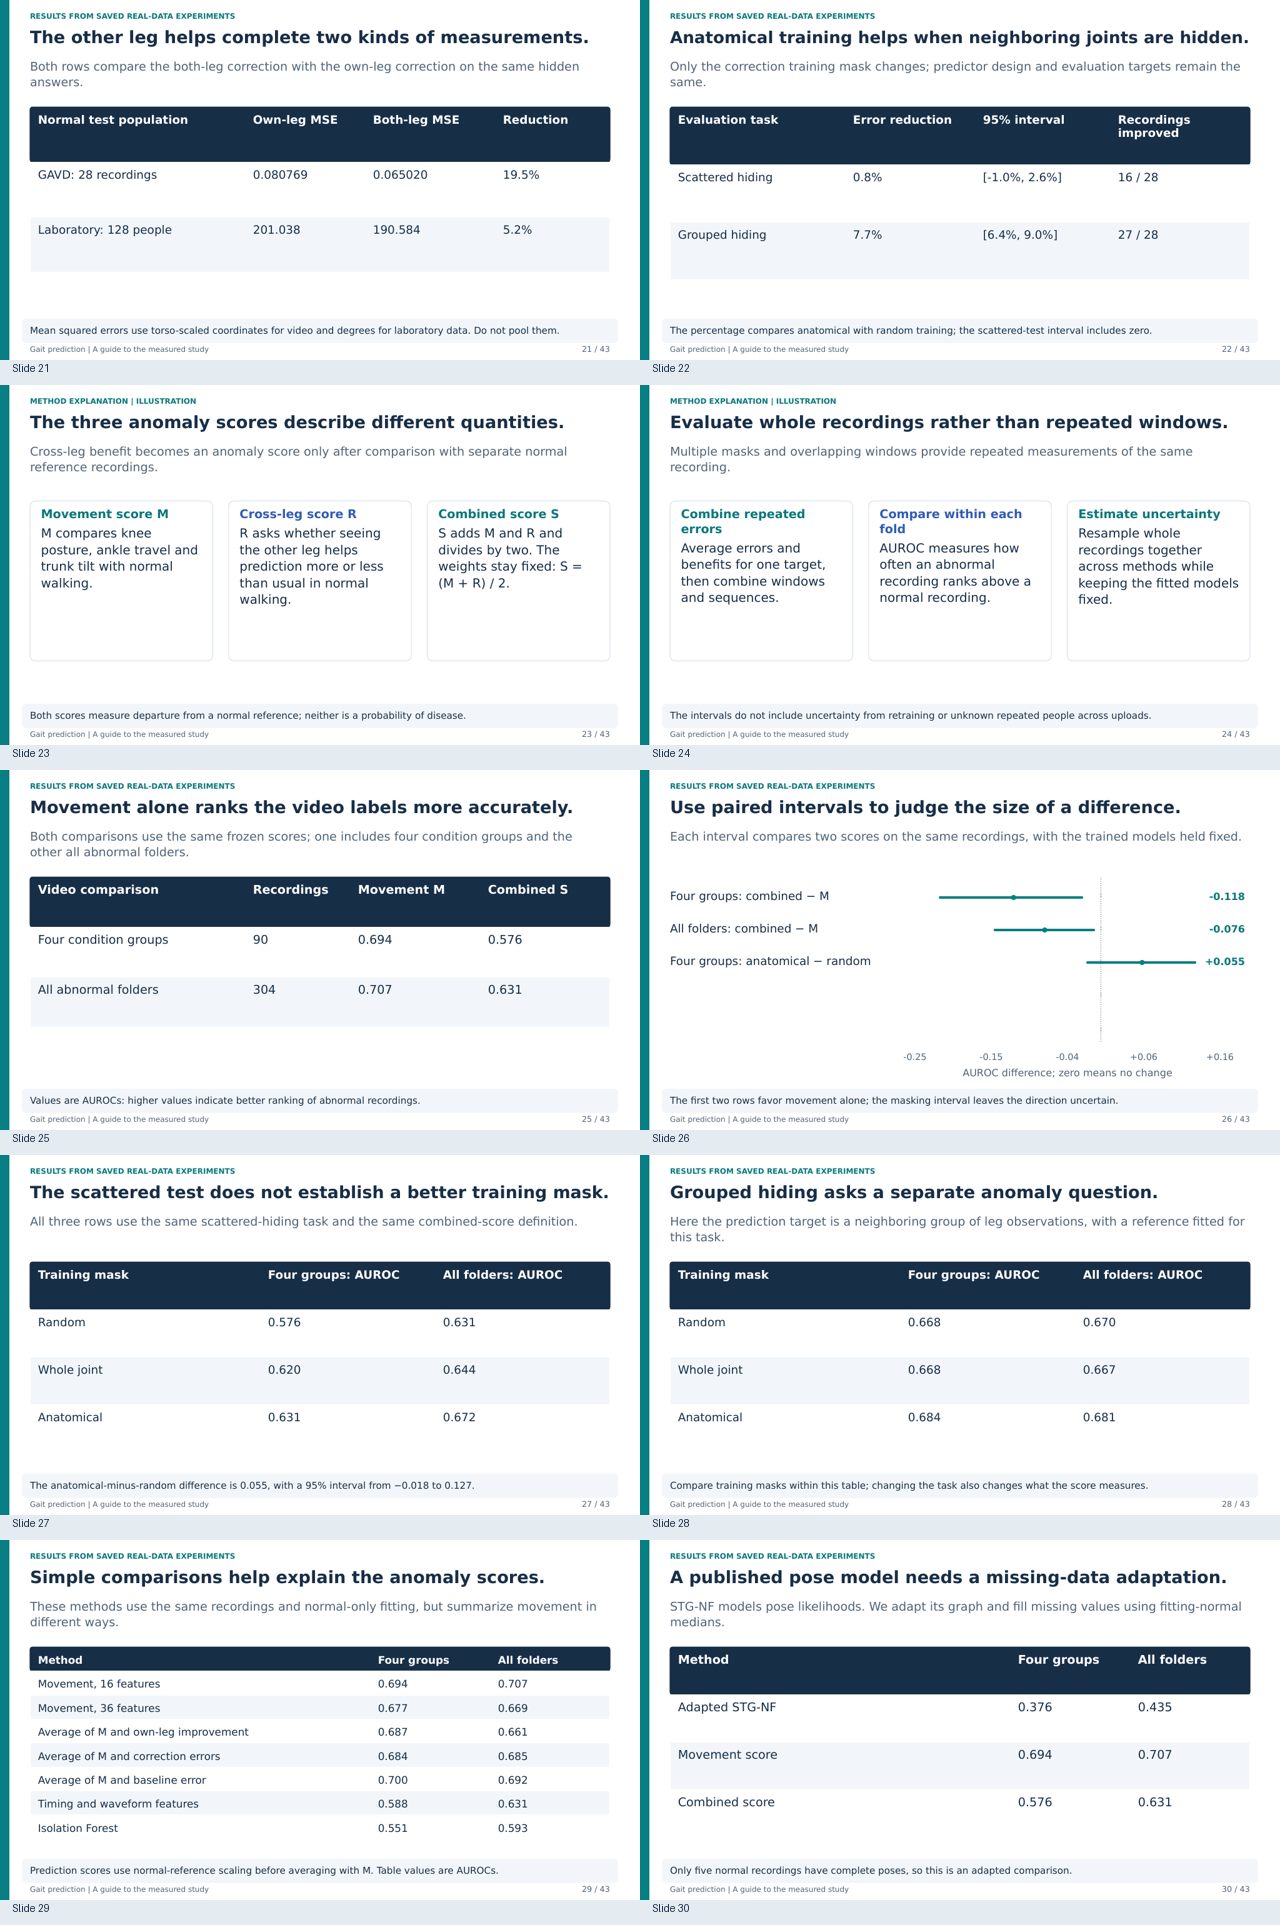 RESULTS FROM SAVED REAL-DATA EXPERIMENTS
The other leg helps complete two kinds of measurements.
Both rows compare the both-leg correction with the own-leg correction on the same hidden
answers.
Normal test population Own-leg MSE Both-leg MSE Reduction
GAVD: 28 recordings 0.080769 0.065020 19.5%
Laboratory: 128 people 201.038 190.584 5.2%
Mean squared errors use torso-scaled coordinates for video and degrees for laboratory data. Do not pool them.
Gait prediction | A guide to the measured study 21 / 43
Slide 21
RESULTS FROM SAVED REAL-DATA EXPERIMENTS
Anatomical training helps when neighboring joints are hidden.
Only the correction training mask changes; predictor design and evaluation targets remain the
same.
Evaluation task Error reduction 95% interval Recordings
improved
Scattered hiding 0.8% [-1.0%, 2.6%] 16 / 28
Grouped hiding 7.7% [6.4%, 9.0%] 27 / 28
The percentage compares anatomical with random training; the scattered-test interval includes zero.
Gait prediction | A guide to the measured study 22 / 43
Slide 22
METHOD EXPLANATION | ILLUSTRATION
The three anomaly scores describe different quantities.
Cross-leg benefit becomes an anomaly score only after comparison with separate normal
reference recordings.
Movement score M
M compares knee
posture, ankle travel and
trunk tilt with normal
walking.
Cross-leg score R
R asks whether seeing
the other leg helps
prediction more or less
than usual in normal
walking.
Combined score S
S adds M and R and
divides by two. The
weights stay fixed: S =
(M + R) / 2.
Both scores measure departure from a normal reference; neither is a probability of disease.
Gait prediction | A guide to the measured study 23 / 43
Slide 23
METHOD EXPLANATION | ILLUSTRATION
Evaluate whole recordings rather than repeated windows.
Multiple masks and overlapping windows provide repeated measurements of the same
recording.
Combine repeated
errors
Average errors and
benefits for one target,
then combine windows
and sequences.
Compare within each
fold
AUROC measures how
often an abnormal
recording ranks above a
normal recording.
Estimate uncertainty
Resample whole
recordings together
across methods while
keeping the fitted models
fixed.
The intervals do not include uncertainty from retraining or unknown repeated people across uploads.
Gait prediction | A guide to the measured study 24 / 43
Slide 24
RESULTS FROM SAVED REAL-DATA EXPERIMENTS
Movement alone ranks the video labels more accurately.
Both comparisons use the same frozen scores; one includes four condition groups and the
other all abnormal folders.
Video comparison Recordings Movement M Combined S
Four condition groups 90 0.694 0.576
All abnormal folders 304 0.707 0.631
Values are AUROCs: higher values indicate better ranking of abnormal recordings.
Gait prediction | A guide to the measured study 25 / 43
Slide 25
RESULTS FROM SAVED REAL-DATA EXPERIMENTS
Use paired intervals to judge the size of a difference.
Each interval compares two scores on the same recordings, with the trained models held fixed.
Four groups: combined − M -0.118
All folders: combined − M -0.076
Four groups: anatomical − random +0.055
-0.25 -0.15 -0.04 +0.06 +0.16
AUROC difference; zero means no change
The first two rows favor movement alone; the masking interval leaves the direction uncertain.
Gait prediction | A guide to the measured study 26 / 43
Slide 26
RESULTS FROM SAVED REAL-DATA EXPERIMENTS
The scattered test does not establish a better training mask.
All three rows use the same scattered-hiding task and the same combined-score definition.
Training mask Four groups: AUROC All folders: AUROC
Random 0.576 0.631
Whole joint 0.620 0.644
Anatomical 0.631 0.672
The anatomical-minus-random difference is 0.055, with a 95% interval from −0.018 to 0.127.
Gait prediction | A guide to the measured study 27 / 43
Slide 27
RESULTS FROM SAVED REAL-DATA EXPERIMENTS
Grouped hiding asks a separate anomaly question.
Here the prediction target is a neighboring group of leg observations, with a reference fitted for
this task.
Training mask Four groups: AUROC All folders: AUROC
Random 0.668 0.670
Whole joint 0.668 0.667
Anatomical 0.684 0.681
Compare training masks within this table; changing the task also changes what the score measures.
Gait prediction | A guide to the measured study 28 / 43
Slide 28
RESULTS FROM SAVED REAL-DATA EXPERIMENTS
Simple comparisons help explain the anomaly scores.
These methods use the same recordings and normal-only fitting, but summarize movement in
different ways.
Method Four groups All folders
Movement, 16 features 0.694 0.707
Movement, 36 features 0.677 0.669
Average of M and own-leg improvement 0.687 0.661
Average of M and correction errors 0.684 0.685
Average of M and baseline error 0.700 0.692
Timing and waveform features 0.588 0.631
Isolation Forest 0.551 0.593
Prediction scores use normal-reference scaling before averaging with M. Table values are AUROCs.
Gait prediction | A guide to the measured study 29 / 43
Slide 29
RESULTS FROM SAVED REAL-DATA EXPERIMENTS
A published pose model needs a missing-data adaptation.
STG-NF models pose likelihoods. We adapt its graph and fill missing values using fitting-normal
medians.
Method Four groups All folders
Adapted STG-NF 0.376 0.435
Movement score 0.694 0.707
Combined score 0.576 0.631
Only five normal recordings have complete poses, so this is an adapted comparison.
Gait prediction | A guide to the measured study 30 / 43
Slide 30